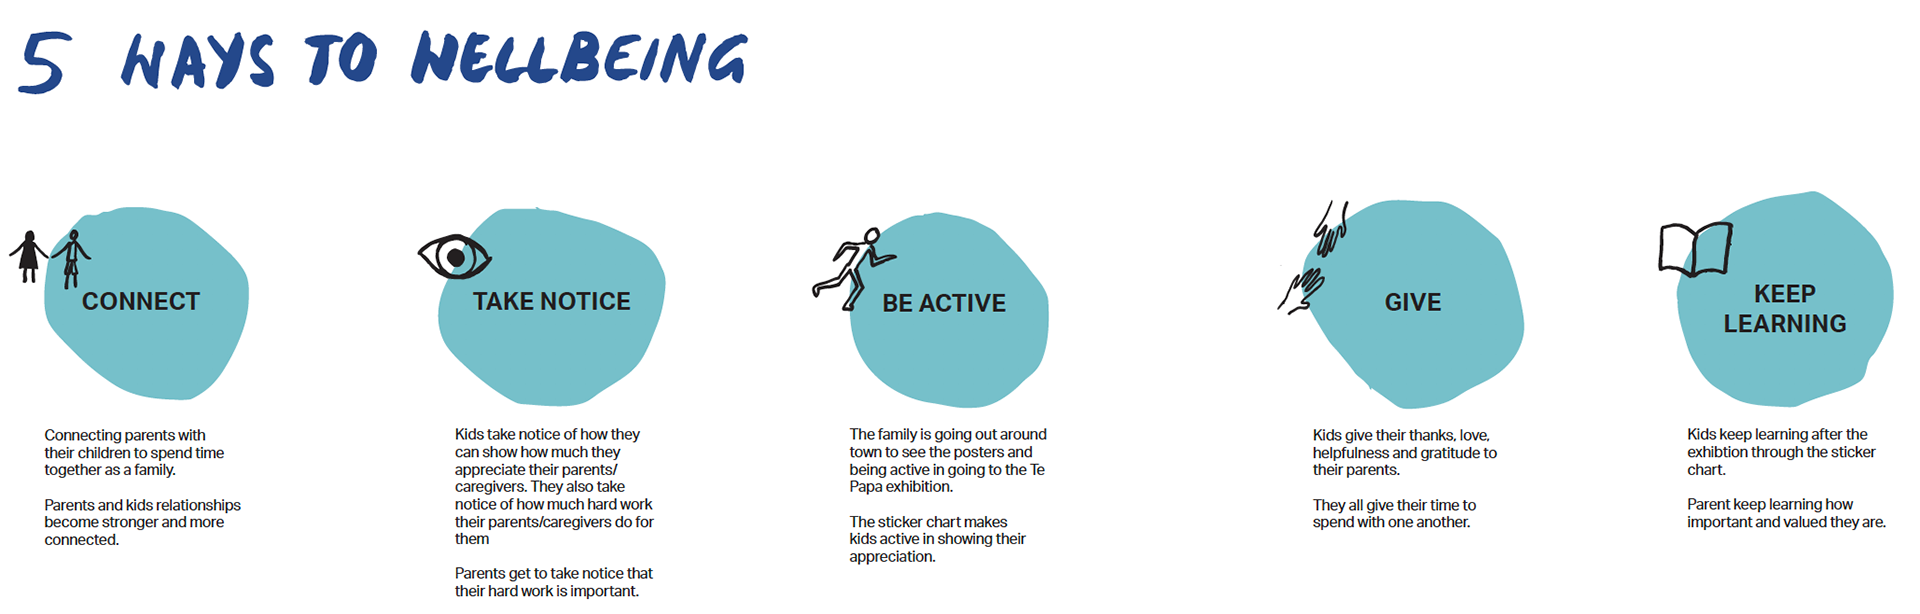 5 WAYS TO WELLBEING
CONNECT
Connecting parents with
their children to spend time
together as a family.
Parents and kids relationships
become stronger and more
connected.
TAKE NOTICE
Kids take notice of how they
can show how much they
appreciate their parents/
caregivers. They also take
notice of how much hard work
their parents/caregivers do for
them
Parents get to take notice that
their hard work is important.
BE ACTIVE
The family is going out around
town to see the posters and
being active in going to the Te
Papa exhibition.
The sticker chart makes
kids active in showing their
appreciation.
GIVE
Kids give their thanks, love,
helpfulness and gratitude to
their parents.
They all give their time to
spend with one another.
KEEP
LEARNING
Kids keep learning after the
exhibtion through the sticker
chart.
Parent keep learning how
important and valued they are.